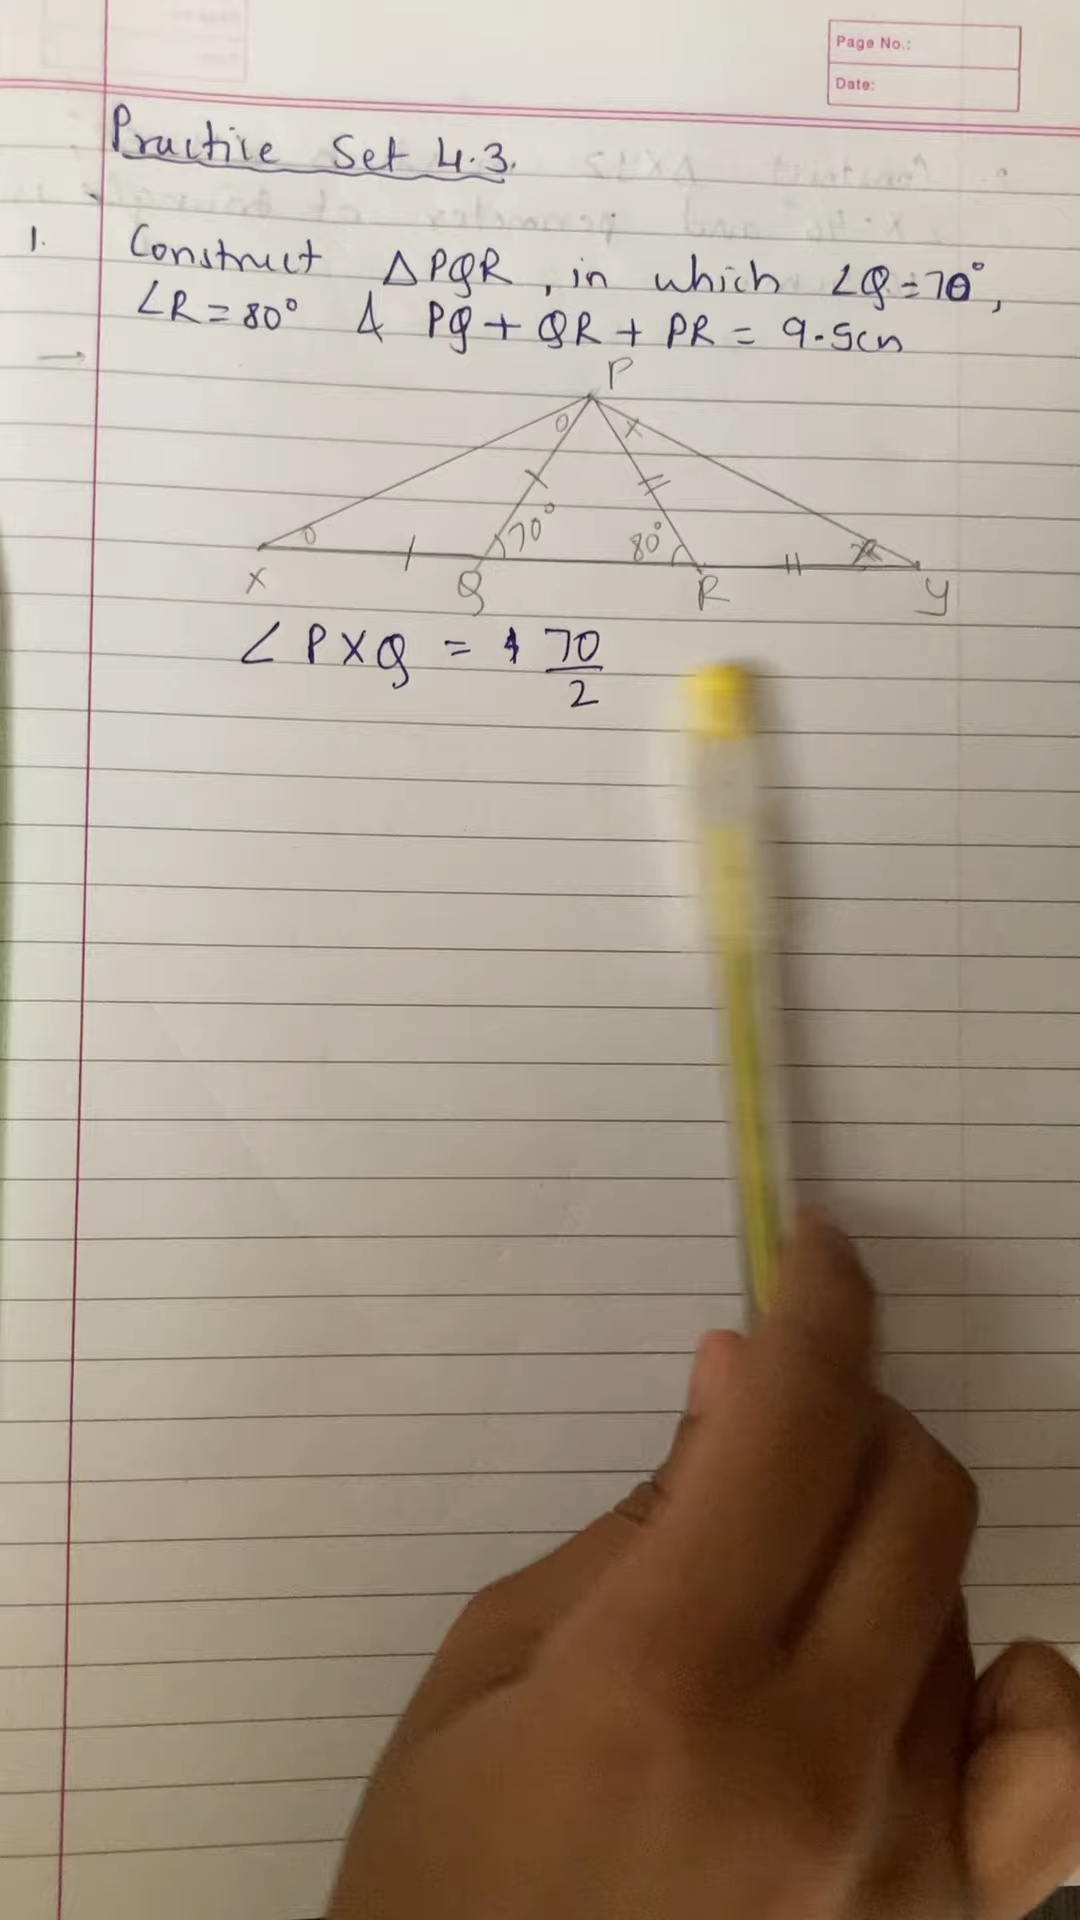 Page No.:
Date:
Practice Set 4.3.
1. Construct △PQR, in which ∠Q=70°,
∠R=80° & PQ+QR+PR=9.5cm
P
70°
80°
X Q R Y
∠PXQ = 70/2